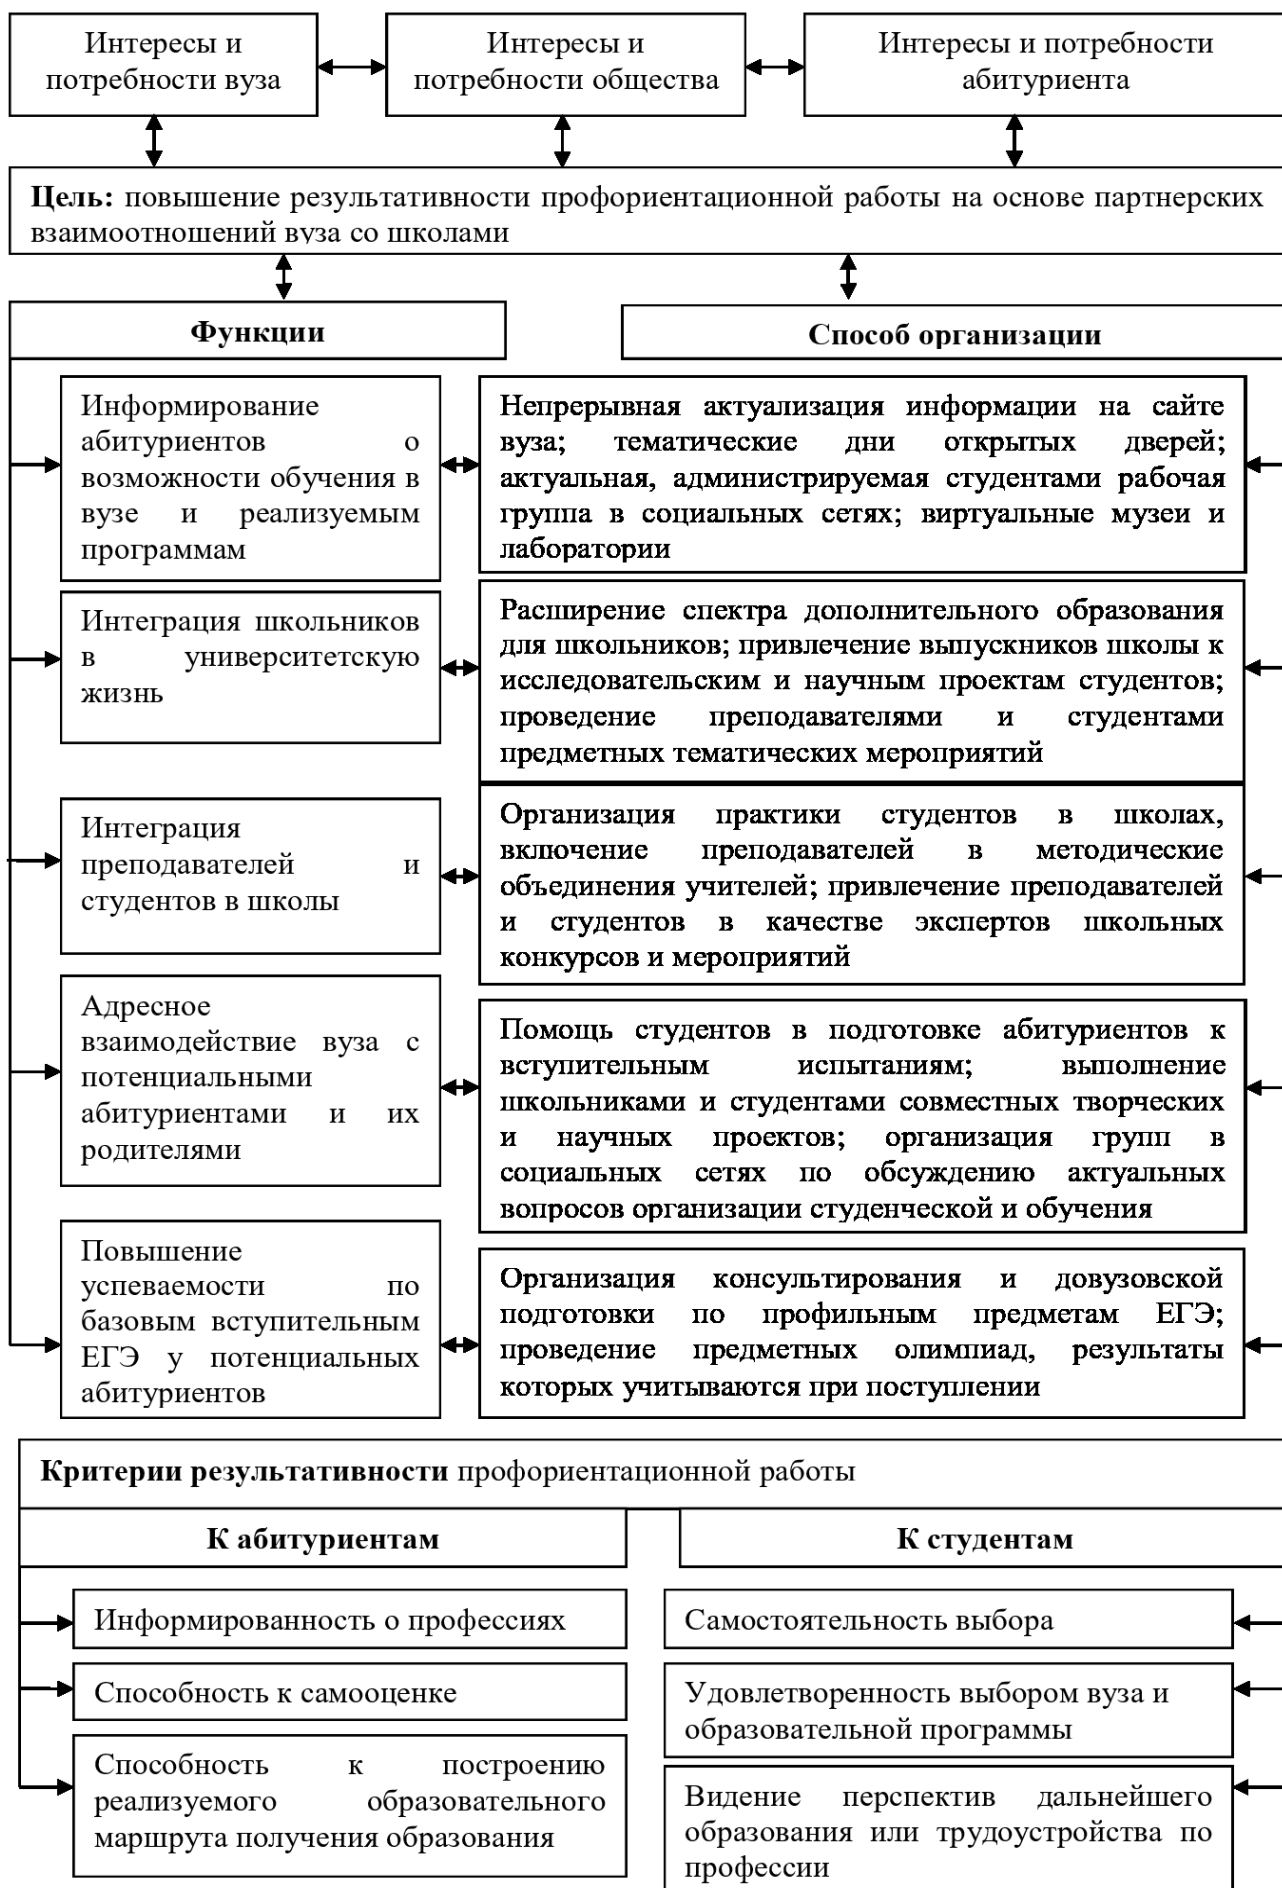 Интересы и
потребности вуза
Интересы и
потребности общества
Интересы и потребности
абитуриента
Цель: повышение результативности профориентационной работы на основе партнерских
взаимоотношений вуза со школами
Функции
Способ организации
Информирование
абитуриентов о
возможности обучения в
вузе и реализуемым
программам
Непрерывная актуализация информации на сайте
вуза; тематические дни открытых дверей;
актуальная, администрируемая студентами рабочая
группа в социальных сетях; виртуальные музеи и
лаборатории
Интеграция школьников
в университетскую
жизнь
Расширение спектра дополнительного образования
для школьников; привлечение выпускников школы к
исследовательским и научным проектам студентов;
проведение преподавателями и студентами
предметных тематических мероприятий
Интеграция
преподавателей и
студентов в школы
Организация практики студентов в школах,
включение преподавателей в методические
объединения учителей; привлечение преподавателей
и студентов в качестве экспертов школьных
конкурсов и мероприятий
Адресное
взаимодействие вуза с
потенциальными
абитуриентами и их
родителями
Помощь студентов в подготовке абитуриентов к
вступительным испытаниям; выполнение
школьниками и студентами совместных творческих
и научных проектов; организация групп в
социальных сетях по обсуждению актуальных
вопросов организации студенческой и обучения
Повышение
успеваемости по
базовым вступительным
ЕГЭ у потенциальных
абитуриентов
Организация консультирования и довузовской
подготовки по профильным предметам ЕГЭ;
проведение предметных олимпиад, результаты
которых учитываются при поступлении
Критерии результативности профориентационной работы
К абитуриентам
К студентам
Информированность о профессиях
Способность к самооценке
Способность к построению
реализуемого образовательного
маршрута получения образования
Самостоятельность выбора
Удовлетворенность выбором вуза и
образовательной программы
Видение перспектив дальнейшего
образования или трудоустройства по
профессии